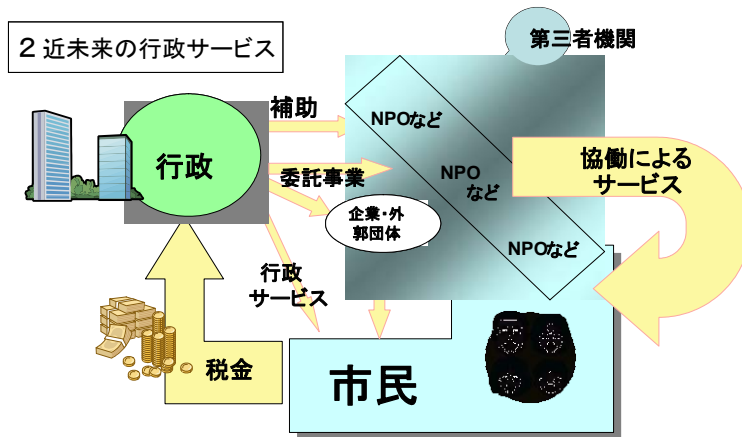 ２近未来の行政サービス
第三者機関
補助
NPOなど
行政
委託事業
NPO
など
協働による
サービス
企業・外
郭団体
NPOなど
行政
サービス
税金
市民